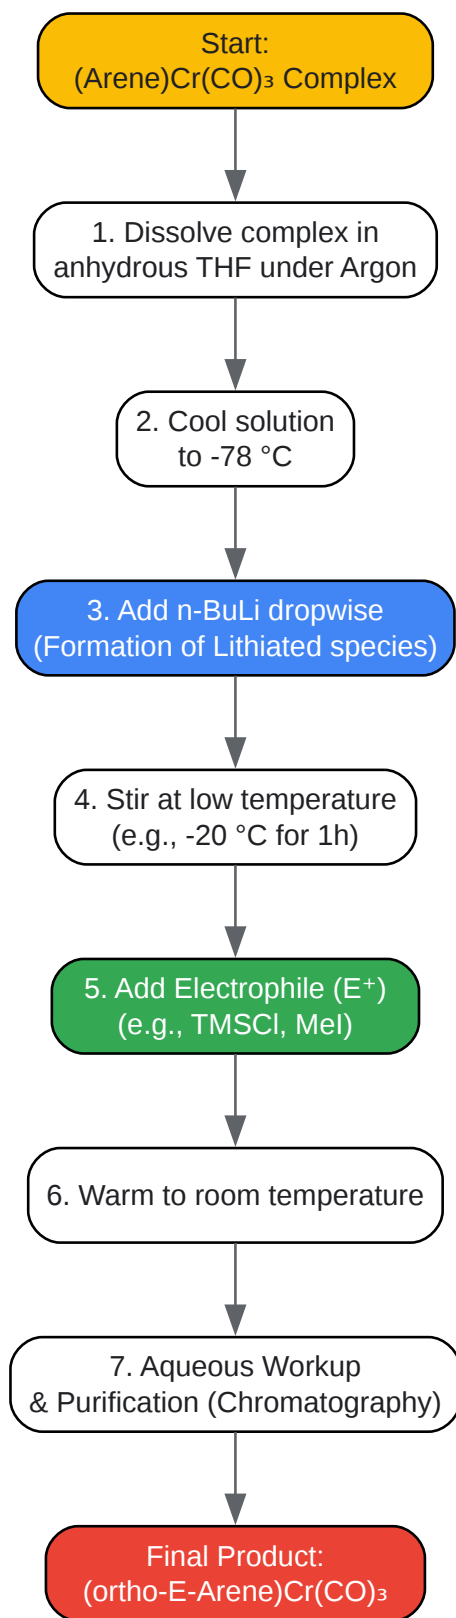 Start:
(Arene)Cr(CO)₃ Complex
1. Dissolve complex in
anhydrous THF under Argon
2. Cool solution
to -78 °C
3. Add n-BuLi dropwise
(Formation of Lithiated species)
4. Stir at low temperature
(e.g., -20 °C for 1h)
5. Add Electrophile (E⁺)
(e.g., TMSCl, MeI)
6. Warm to room temperature
7. Aqueous Workup
& Purification (Chromatography)
Final Product:
(ortho-E-Arene)Cr(CO)₃